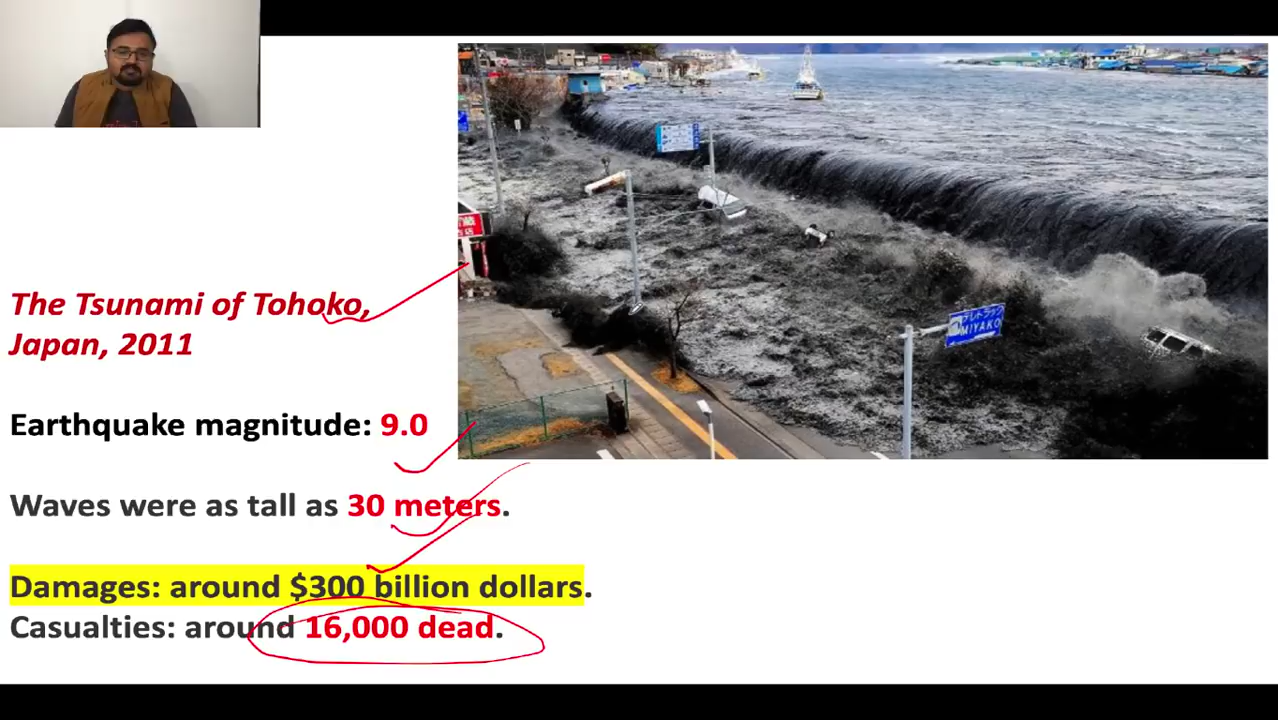 The Tsunami of Tohoko,
Japan, 2011
Earthquake magnitude: 9.0
Waves were as tall as 30 meters.
Damages: around $300 billion dollars.
Casualties: around 16,000 dead.
MIYAKO